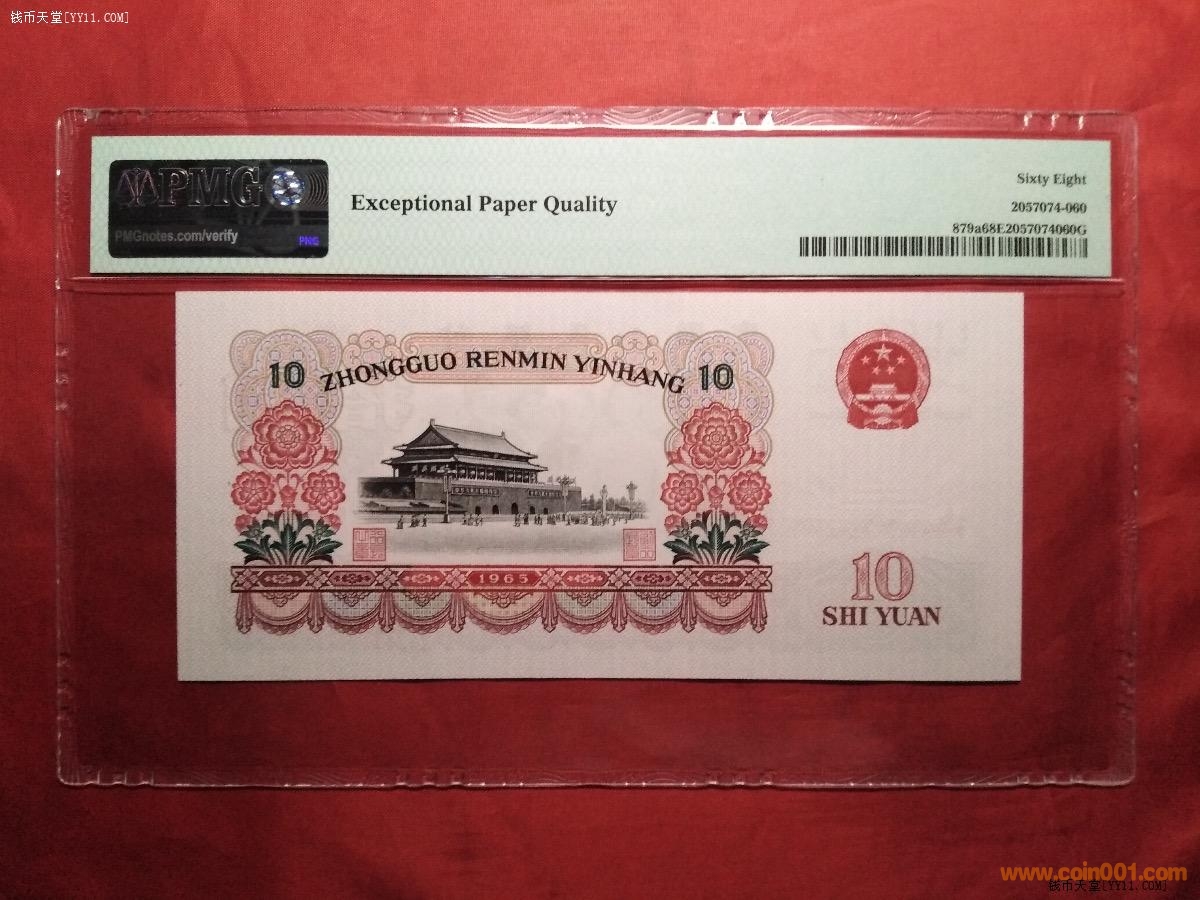 钱币天堂[YY11.COM]
PMG
PMGnotes.com/verify
PNG
Exceptional Paper Quality
Sixty Eight
2057074-060
879a68E2057074060G
10 ZHONGGUO RENMIN YINHANG 10
1965
10
SHI YUAN
www.coin001.com
钱币天堂[YY11.COM]